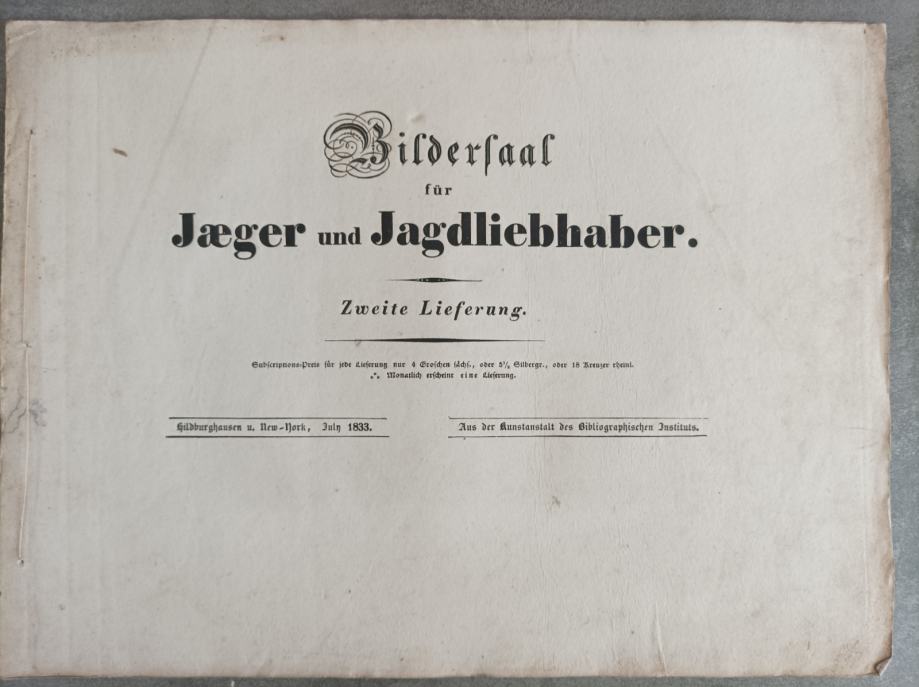 Bilderſaal
für
Jæger und Jagdliebhaber.
Zweite Lieferung.
Subſcriptions-Preis für jede Lieferung nur 4 Groſchen ſächſ., oder 5¼ Silbergr., oder 18 Kreuzer rheinl.
⁂ Monatlich erſcheint eine Lieferung.
Hildburghausen u. New-York, July 1833.
Aus der Kunstanstalt des Bibliographischen Instituts.